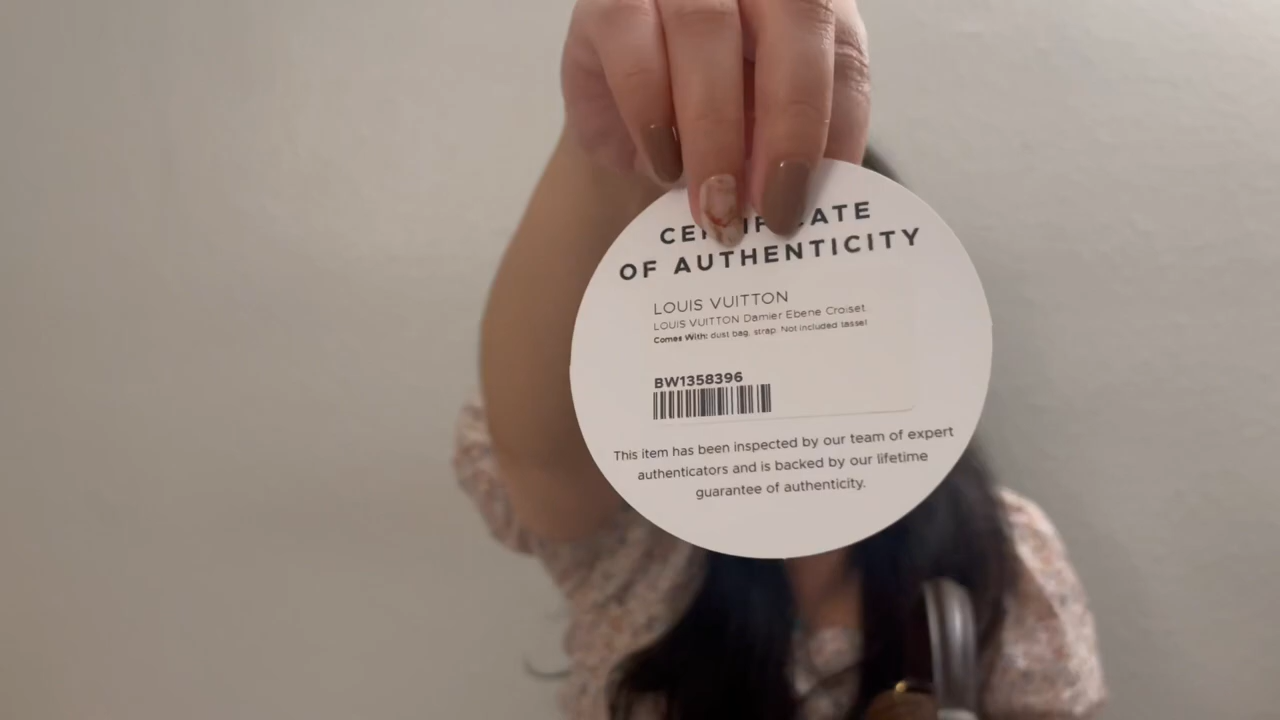 OF AUTHENTICITY
LOUIS VUITTON
LOUIS VUITTON Damier Ebene Croiset
Comes With: dust bag, strap. Not included tassel
BW1358396
This item has been inspected by our team of expert
authenticators and is backed by our lifetime
guarantee of authenticity.